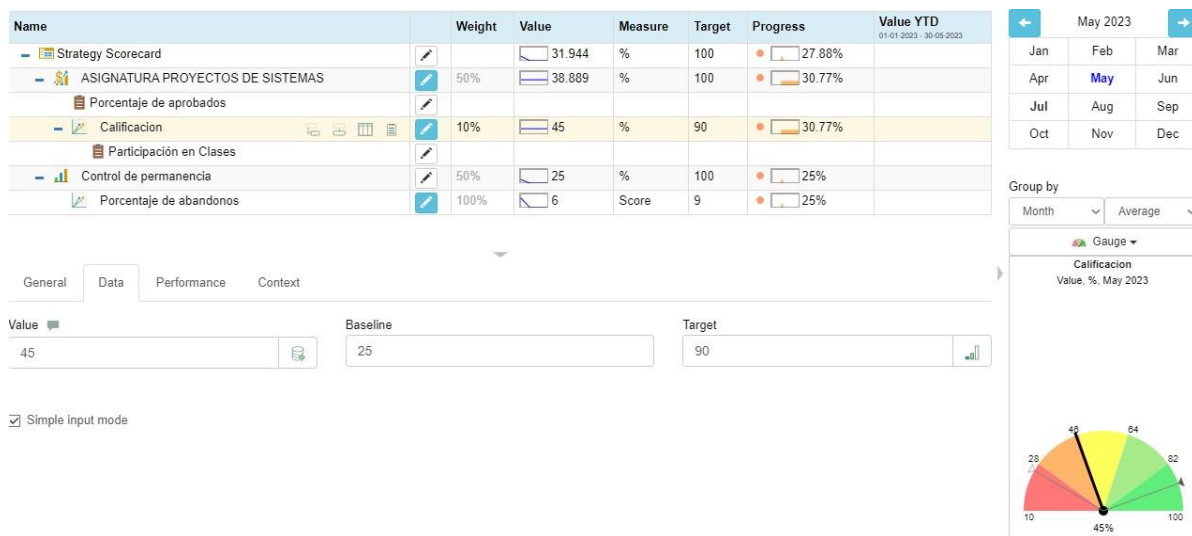 Name Weight Value Measure Target Progress Value YTD
01-01-2023 - 30-05-2023
Strategy Scorecard 31.944 % 100 27.88%
ASIGNATURA PROYECTOS DE SISTEMAS 50% 38.889 % 100 30.77%
Porcentaje de aprobados
Calificacion 10% 45 % 90 30.77%
Participación en Clases
Control de permanencia 50% 25 % 100 25%
Porcentaje de abandonos 100% 6 Score 9 25%
General Data Performance Context
Value Baseline Target
45 25 90
Simple input mode
May 2023
Jan Feb Mar
Apr May Jun
Jul Aug Sep
Oct Nov Dec
Group by
Month Average
Gauge
Calificacion
Value, %, May 2023
46 64
28 82
10 100
45%